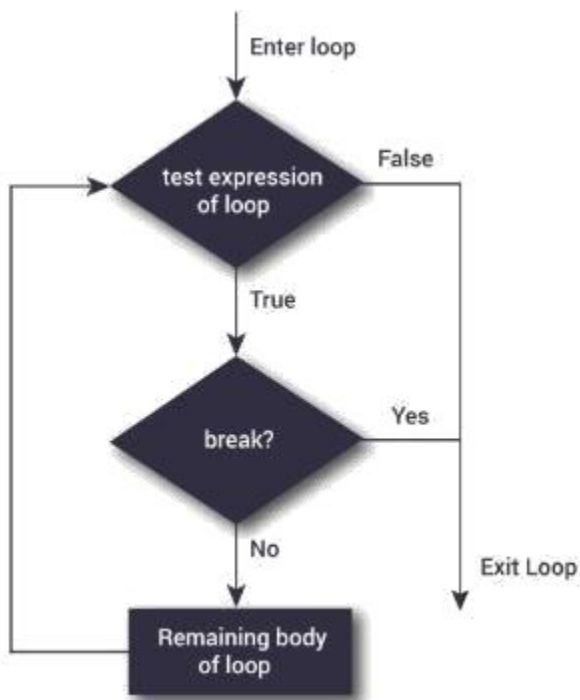 Enter loop
test expression
of loop
False
True
break?
Yes
No
Exit Loop
Remaining body
of loop